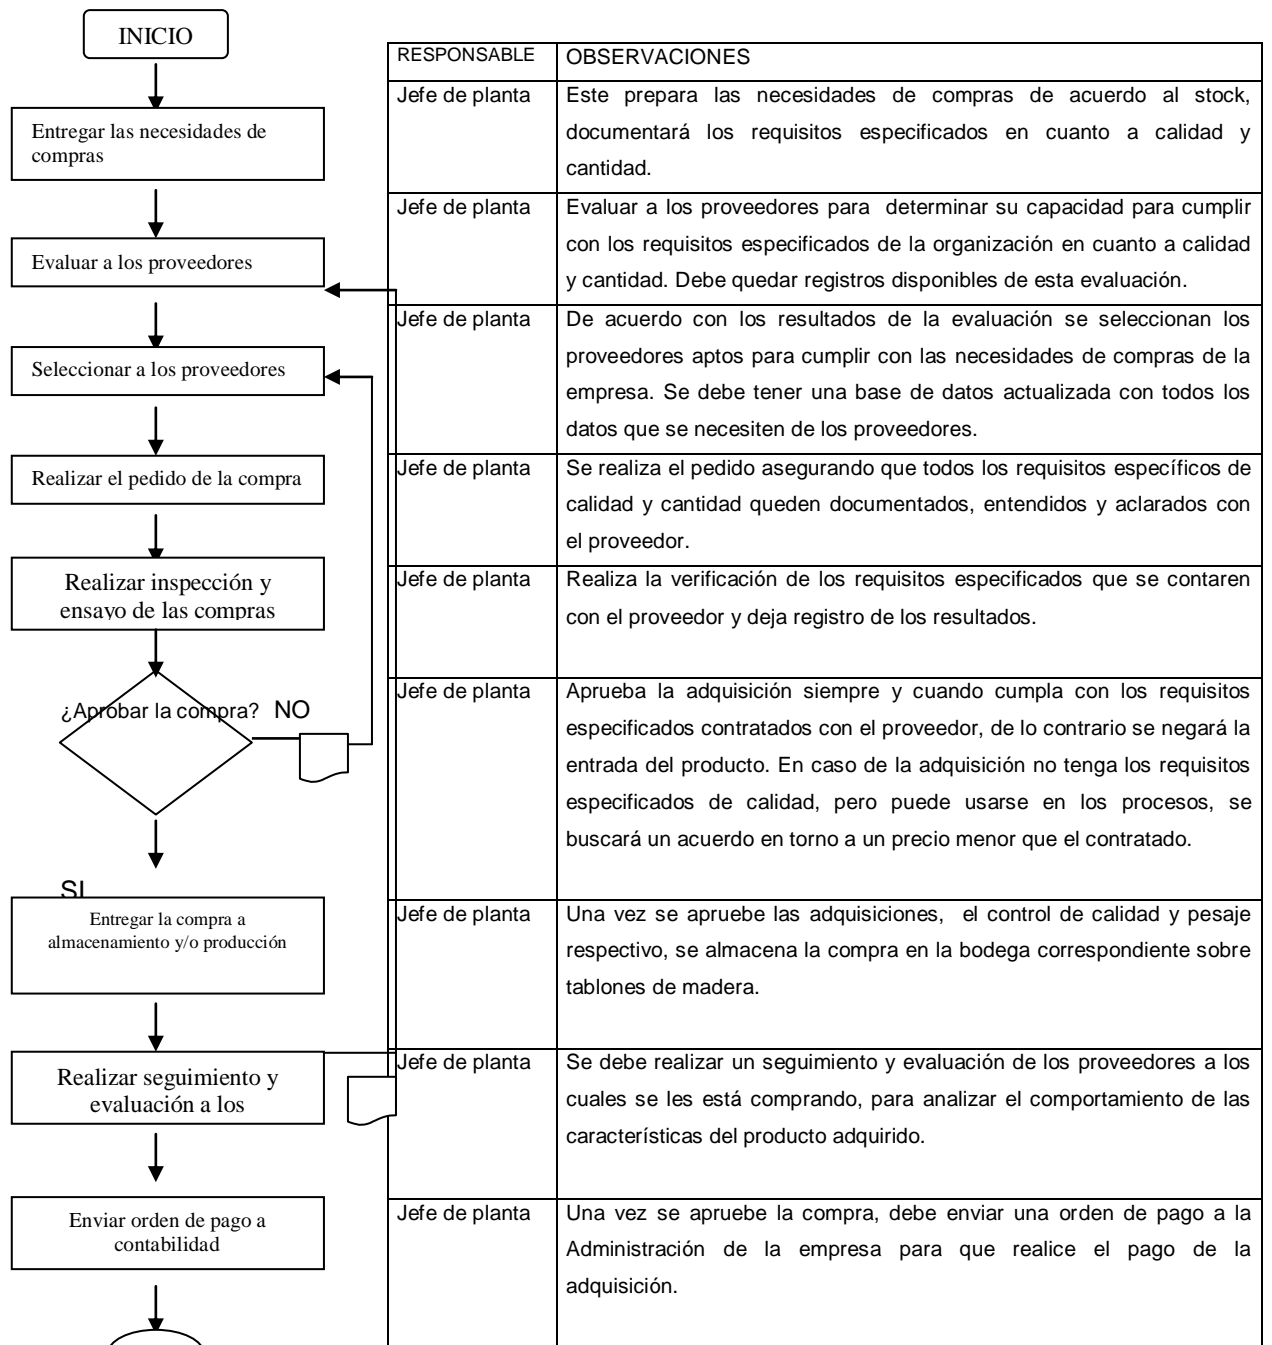 INICIO
Entregar las necesidades de
compras
Evaluar a los proveedores
Seleccionar a los proveedores
Realizar el pedido de la compra
Realizar inspección y
ensayo de las compras
¿Aprobar la compra? NO
SI
Entregar la compra a
almacenamiento y/o producción
Realizar seguimiento y
evaluación a los
Enviar orden de pago a
contabilidad
RESPONSABLE OBSERVACIONES
Jefe de planta Este prepara las necesidades de compras de acuerdo al stock,
documentará los requisitos especificados en cuanto a calidad y
cantidad.
Jefe de planta Evaluar a los proveedores para determinar su capacidad para cumplir
con los requisitos especificados de la organización en cuanto a calidad
y cantidad. Debe quedar registros disponibles de esta evaluación.
Jefe de planta De acuerdo con los resultados de la evaluación se seleccionan los
proveedores aptos para cumplir con las necesidades de compras de la
empresa. Se debe tener una base de datos actualizada con todos los
datos que se necesiten de los proveedores.
Jefe de planta Se realiza el pedido asegurando que todos los requisitos específicos de
calidad y cantidad queden documentados, entendidos y aclarados con
el proveedor.
Jefe de planta Realiza la verificación de los requisitos especificados que se contaren
con el proveedor y deja registro de los resultados.
Jefe de planta Aprueba la adquisición siempre y cuando cumpla con los requisitos
especificados contratados con el proveedor, de lo contrario se negará la
entrada del producto. En caso de la adquisición no tenga los requisitos
especificados de calidad, pero puede usarse en los procesos, se
buscará un acuerdo en torno a un precio menor que el contratado.
Jefe de planta Una vez se apruebe las adquisiciones, el control de calidad y pesaje
respectivo, se almacena la compra en la bodega correspondiente sobre
tablones de madera.
Jefe de planta Se debe realizar un seguimiento y evaluación de los proveedores a los
cuales se les está comprando, para analizar el comportamiento de las
características del producto adquirido.
Jefe de planta Una vez se apruebe la compra, debe enviar una orden de pago a la
Administración de la empresa para que realice el pago de la
adquisición.